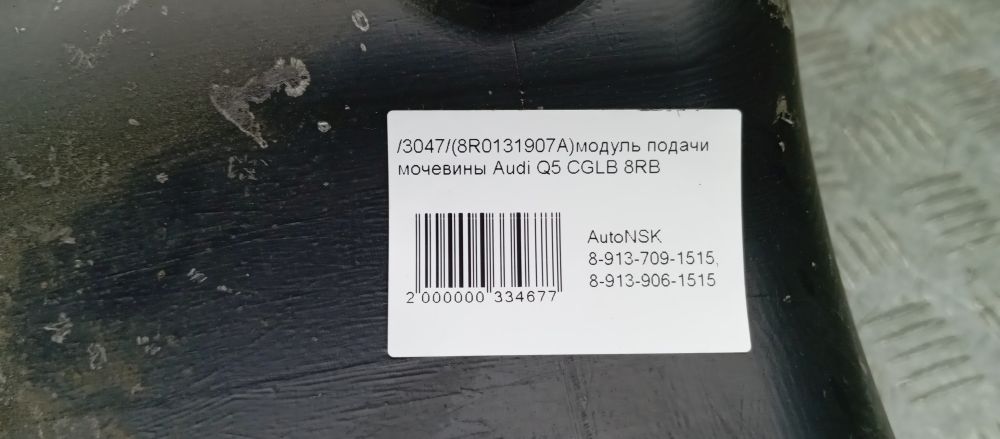 /3047/(8R0131907A)модуль подачи
мочевины Audi Q5 CGLB 8RB
AutoNSK
8-913-709-1515,
8-913-906-1515
2 000000 334677